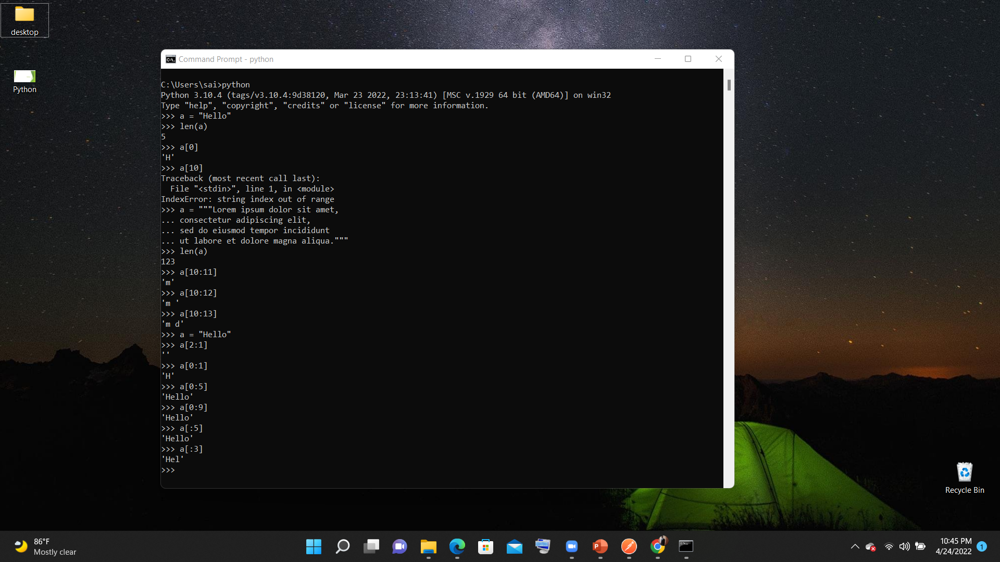 desktop
Python
Command Prompt - python
C:\Users\sai>python
Python 3.10.4 (tags/v3.10.4:9d38120, Mar 23 2022, 23:13:41) [MSC v.1929 64 bit (AMD64)] on win32
Type "help", "copyright", "credits" or "license" for more information.
>>> a = "Hello"
>>> len(a)
5
>>> a[0]
'H'
>>> a[10]
Traceback (most recent call last):
  File "<stdin>", line 1, in <module>
IndexError: string index out of range
>>> a = """Lorem ipsum dolor sit amet,
... consectetur adipiscing elit,
... sed do eiusmod tempor incididunt
... ut labore et dolore magna aliqua."""
>>> len(a)
123
>>> a[10:11]
'm'
>>> a[10:12]
'm '
>>> a[10:13]
'm d'
>>> a = "Hello"
>>> a[2:1]
''
>>> a[0:1]
'H'
>>> a[0:5]
'Hello'
>>> a[0:9]
'Hello'
>>> a[:5]
'Hello'
>>> a[:3]
'Hel'
>>>
Recycle Bin
86°F
Mostly clear
10:45 PM
4/24/2022
1